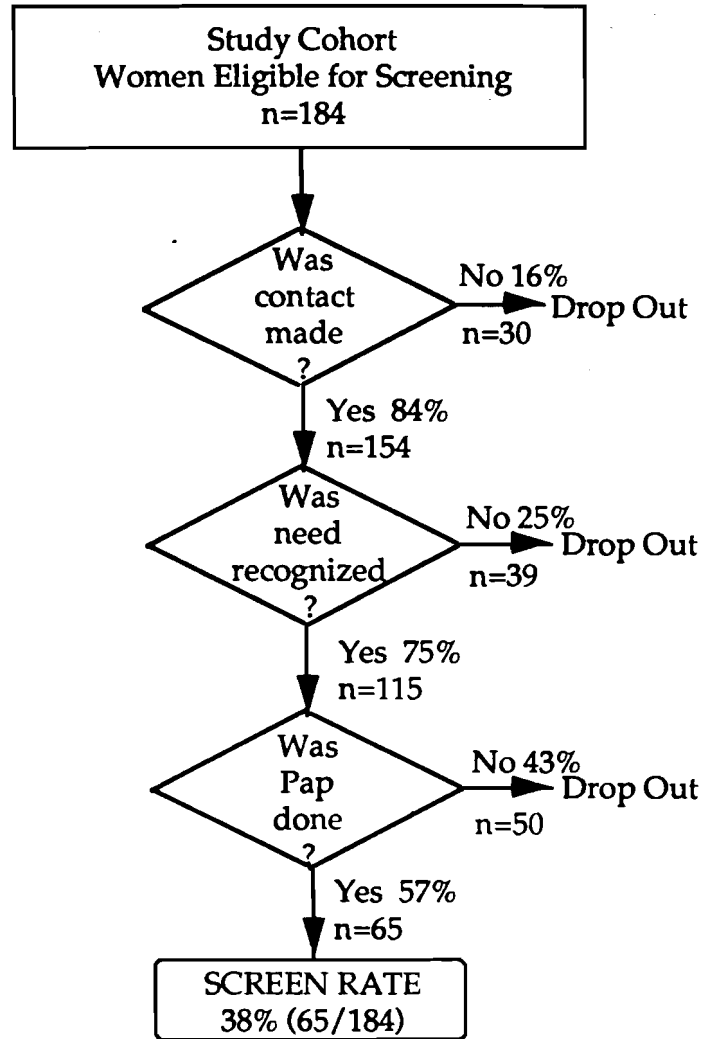 Study Cohort
Women Eligible for Screening
n=184
Was
contact
made
?
No 16%
n=30
Drop Out
Yes 84%
n=154
Was
need
recognized
?
No 25%
n=39
Drop Out
Yes 75%
n=115
Was
Pap
done
?
No 43%
n=50
Drop Out
Yes 57%
n=65
SCREEN RATE
38% (65/184)